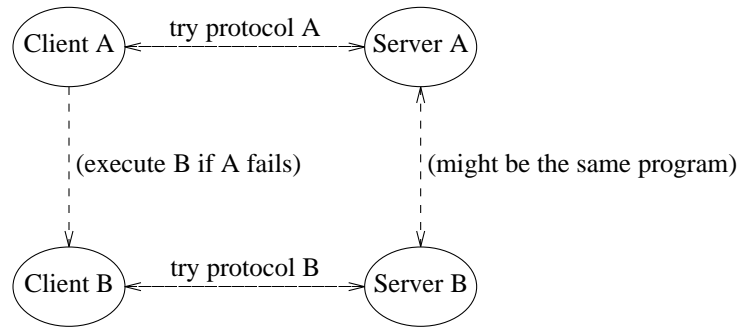 Client A
try protocol A
Server A
(execute B if A fails)
(might be the same program)
Client B
try protocol B
Server B